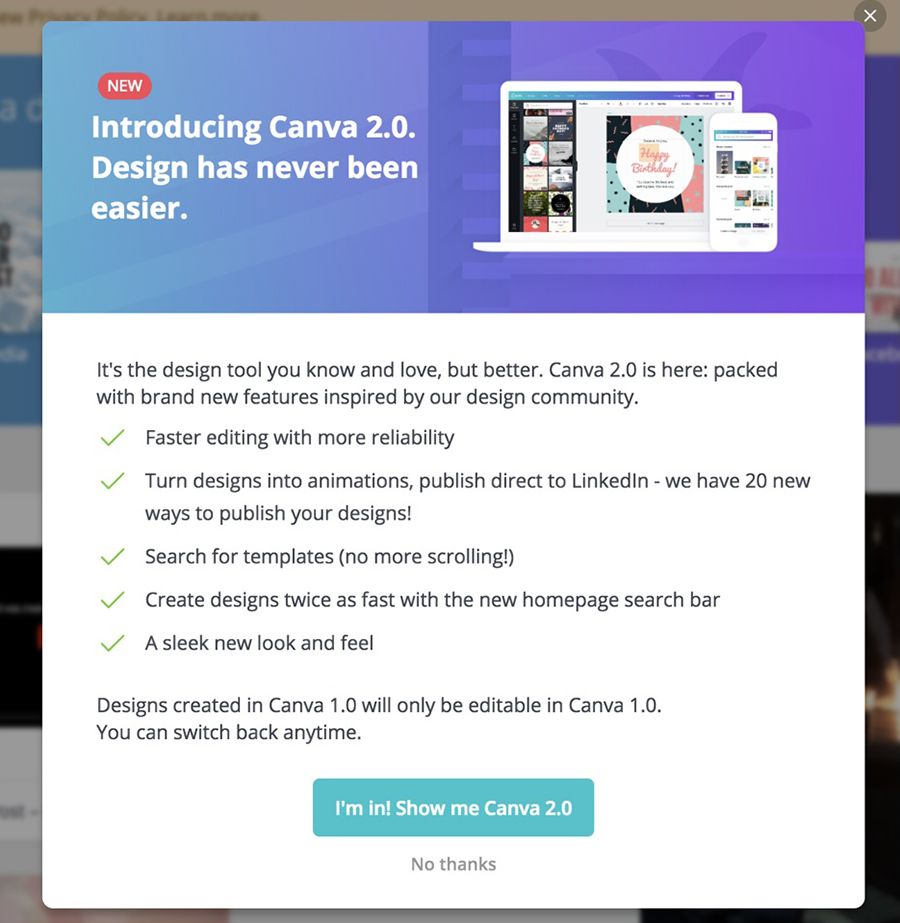 ew Privacy Policy. Learn more.
NEW
Introducing Canva 2.0.
Design has never been
easier.
Happy
Birthday!
It's the design tool you know and love, but better. Canva 2.0 is here: packed
with brand new features inspired by our design community.
Faster editing with more reliability
Turn designs into animations, publish direct to LinkedIn - we have 20 new
ways to publish your designs!
Search for templates (no more scrolling!)
Create designs twice as fast with the new homepage search bar
A sleek new look and feel
Designs created in Canva 1.0 will only be editable in Canva 1.0.
You can switch back anytime.
I'm in! Show me Canva 2.0
No thanks